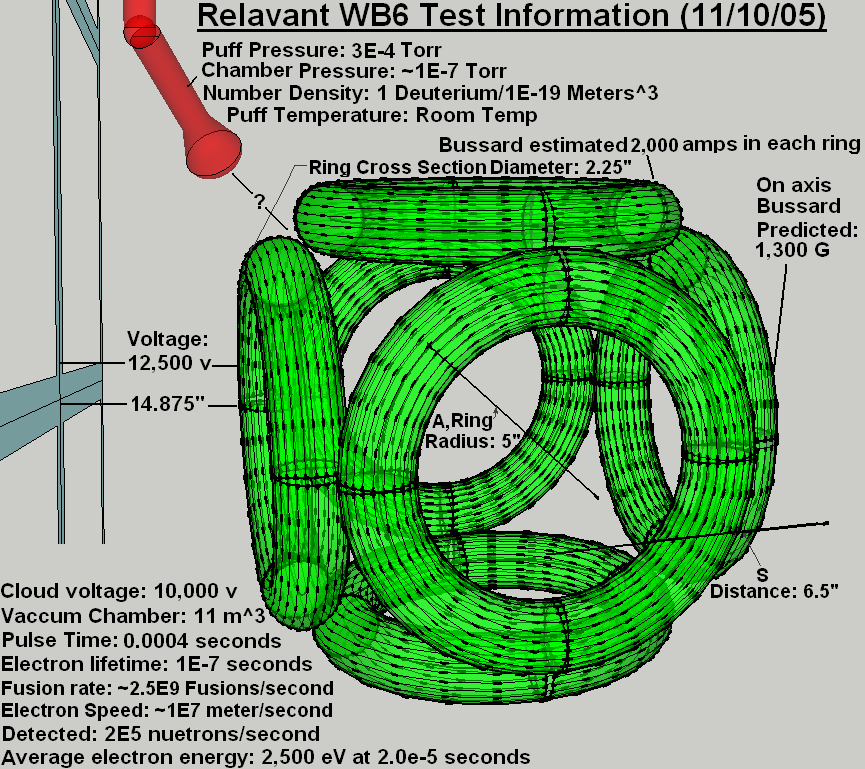 Relavant WB6 Test Information (11/10/05)
Puff Pressure: 3E-4 Torr
Chamber Pressure: ~1E-7 Torr
Number Density: 1 Deuterium/1E-19 Meters^3
Puff Temperature: Room Temp
Bussard estimated 2,000 amps in each ring
Ring Cross Section Diameter: 2.25"
?
On axis
Bussard
Predicted:
1,300 G
Voltage:
12,500 v
14.875"
A,Ring
Radius: 5"
S
Distance: 6.5"
Cloud voltage: 10,000 v
Vaccum Chamber: 11 m^3
Pulse Time: 0.0004 seconds
Electron lifetime: 1E-7 seconds
Fusion rate: ~2.5E9 Fusions/second
Electron Speed: ~1E7 meter/second
Detected: 2E5 nuetrons/second
Average electron energy: 2,500 eV at 2.0e-5 seconds